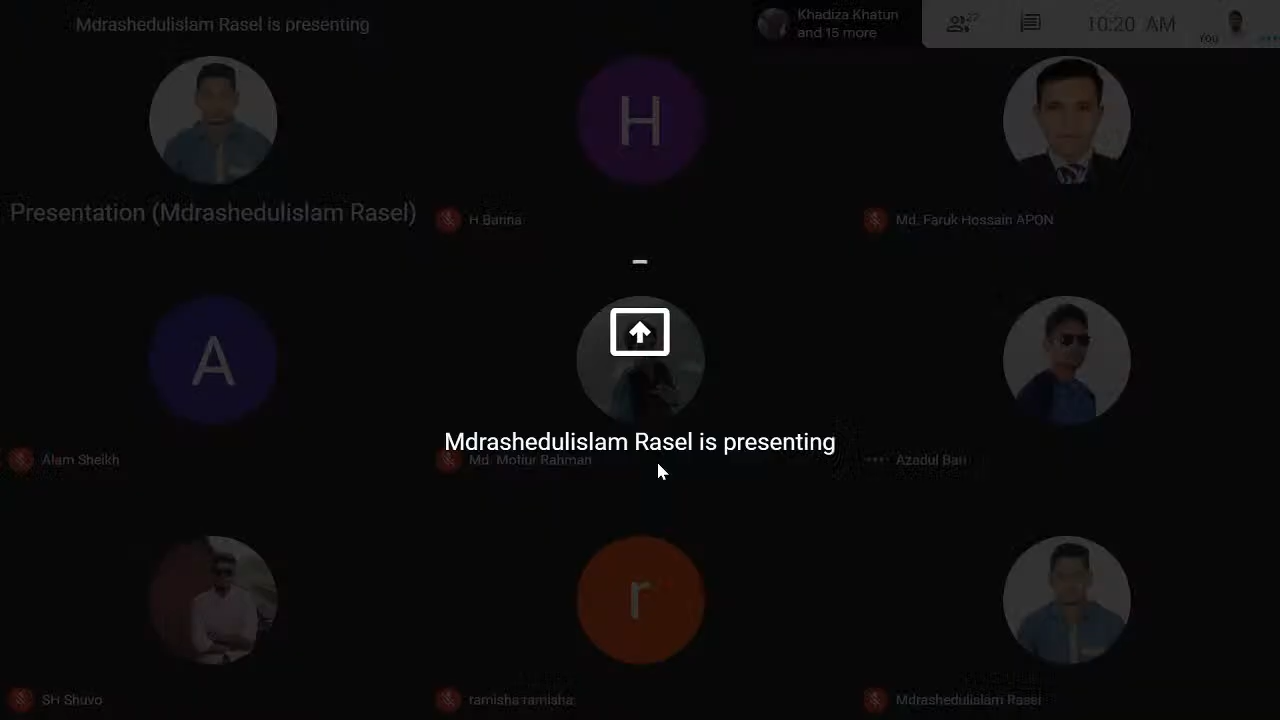 Mdrashedulislam Rasel is presenting
Khadiza Khatun
and 15 more
27
10:20 AM
You
Presentation (Mdrashedulislam Rasel)
H
H Banna
Md. Faruk Hossain APON
A
Alam Sheikh
Mdrashedulislam Rasel is presenting
Md. Motiur Rahman
Azadul Bari
SH Shuvo
r
ramisha ramisha
Mdrashedulislam Rasel